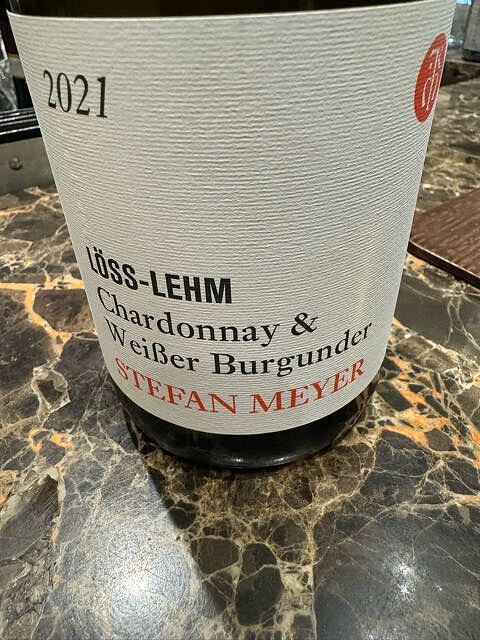 2021
LÖSS-LEHM
Chardonnay &
Weißer Burgunder
STEFAN MEYER